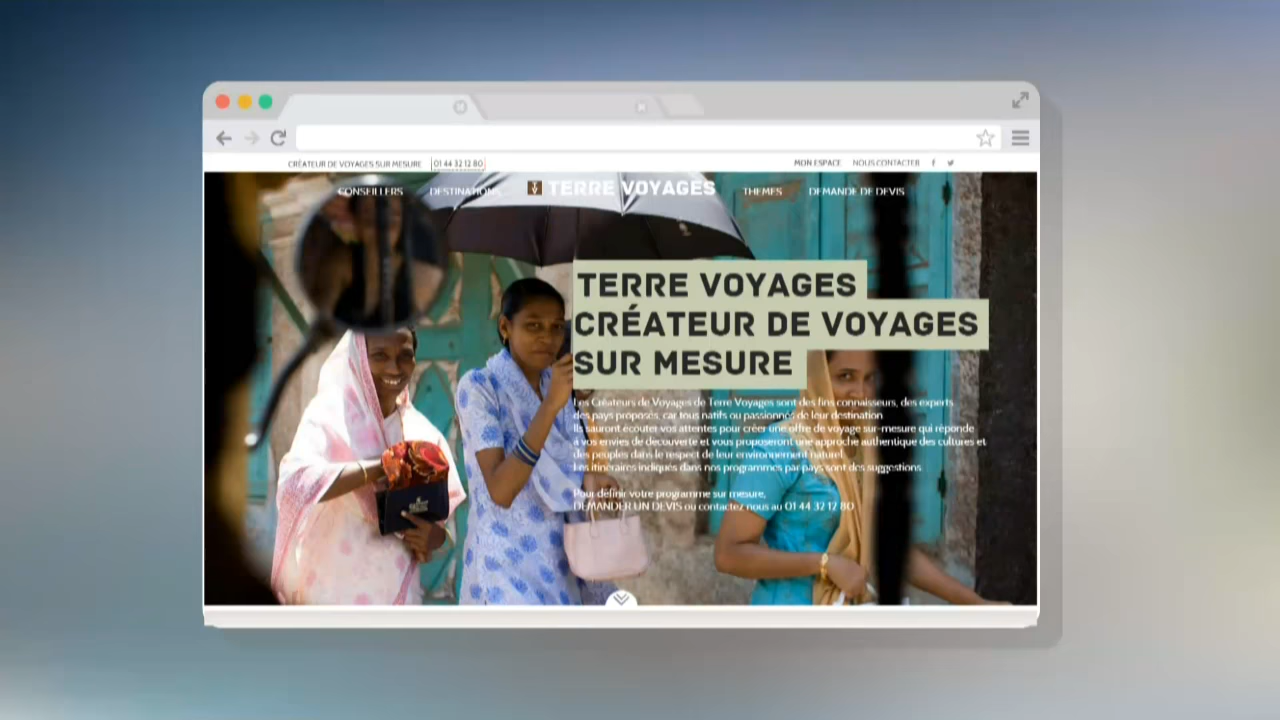 CRÉATEUR DE VOYAGES SUR MESURE 01 44 32 12 80 MON ESPACE NOUS CONTACTER
CONSEILLERS DESTINATIONS TERRE VOYAGES THEMES DEMANDE DE DEVIS
TERRE VOYAGES
CRÉATEUR DE VOYAGES
SUR MESURE
Les Créateurs de Voyages de Terre Voyages sont des fins connaisseurs, des experts
des pays proposés, car tous natifs ou passionnés de leur destination
Ils sauront écouter vos attentes pour créer une offre de voyage sur-mesure qui réponde
à vos envies de decouverte et vous proposeront une approche authentique des cultures et
des peuples dans le respect de leur environnement naturel.
Les itinéraires indiqués dans nos programmes par pays sont des suggestions
Pour définir votre programme sur mesure,
DEMANDER UN DEVIS ou contactez nous au 01 44 32 12 80